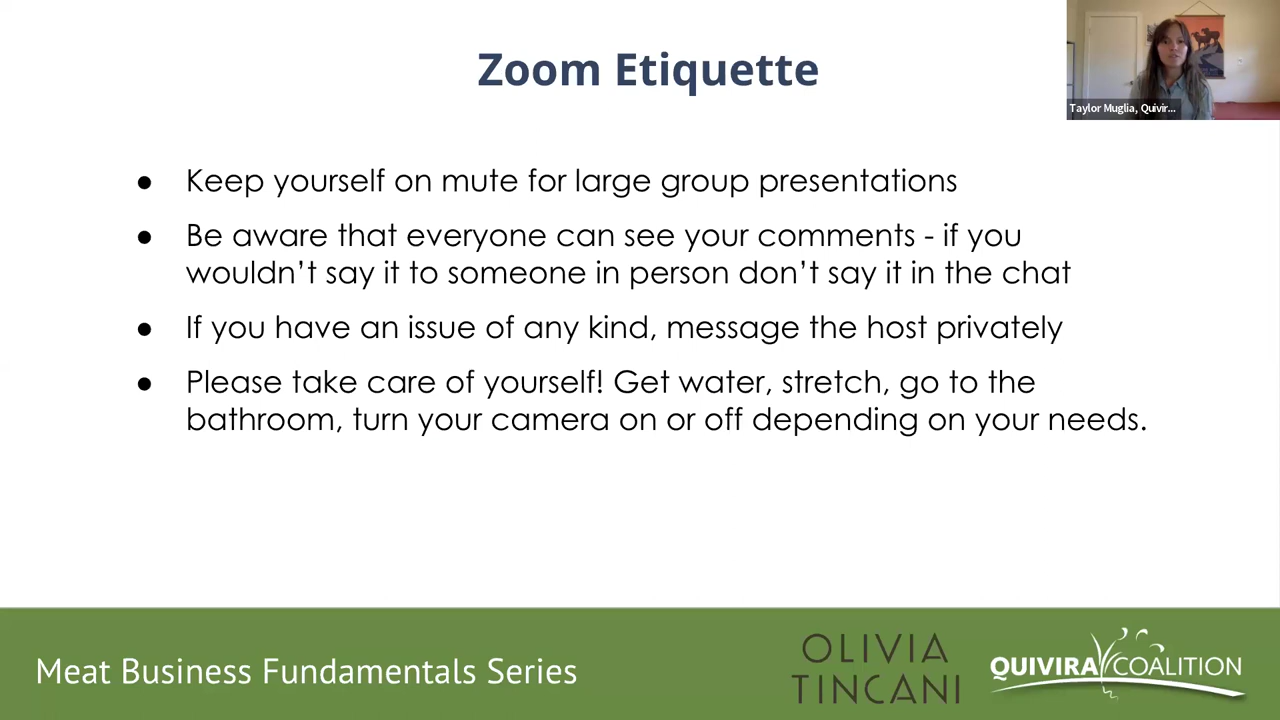 Zoom Etiquette
Taylor Muglia, Quivir...
● Keep yourself on mute for large group presentations
● Be aware that everyone can see your comments - if you
wouldn’t say it to someone in person don’t say it in the chat
● If you have an issue of any kind, message the host privately
● Please take care of yourself! Get water, stretch, go to the
bathroom, turn your camera on or off depending on your needs.
Meat Business Fundamentals Series
OLIVIA
TINCANI
QUIVIRA COALITION